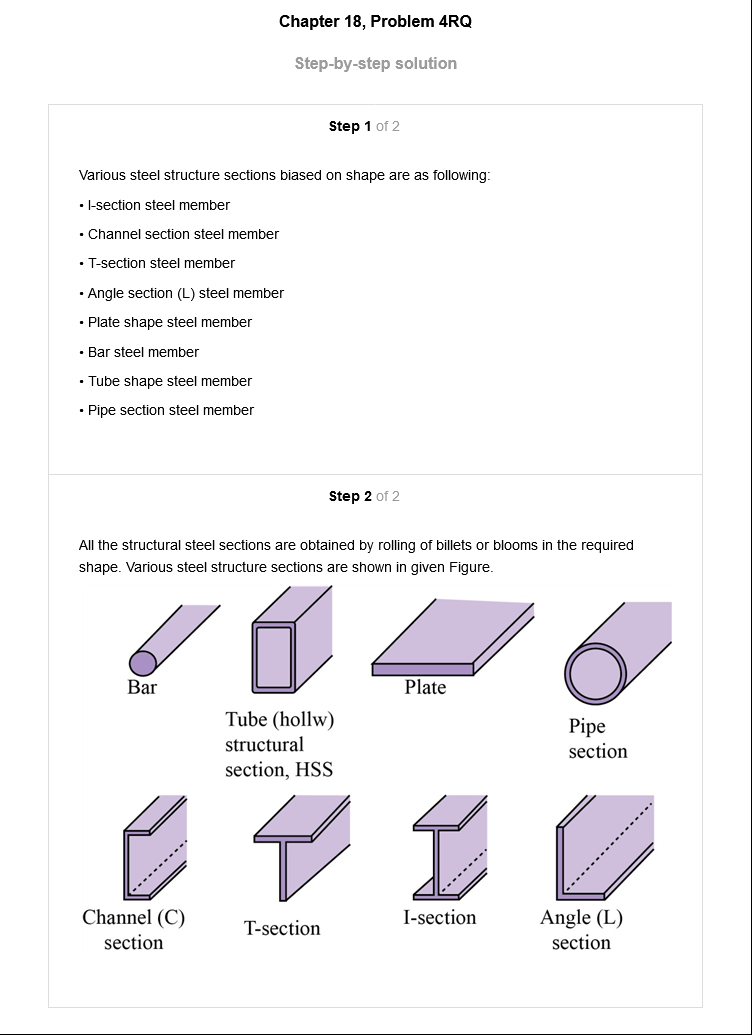 Chapter 18, Problem 4RQ
Step-by-step solution
Step 1 of 2
Various steel structure sections biased on shape are as following:
• I-section steel member
• Channel section steel member
• T-section steel member
• Angle section (L) steel member
• Plate shape steel member
• Bar steel member
• Tube shape steel member
• Pipe section steel member
Step 2 of 2
All the structural steel sections are obtained by rolling of billets or blooms in the required
shape. Various steel structure sections are shown in given Figure.
Bar
Tube (hollw)
structural
section, HSS
Plate
Pipe
section
Channel (C)
section
T-section
I-section
Angle (L)
section